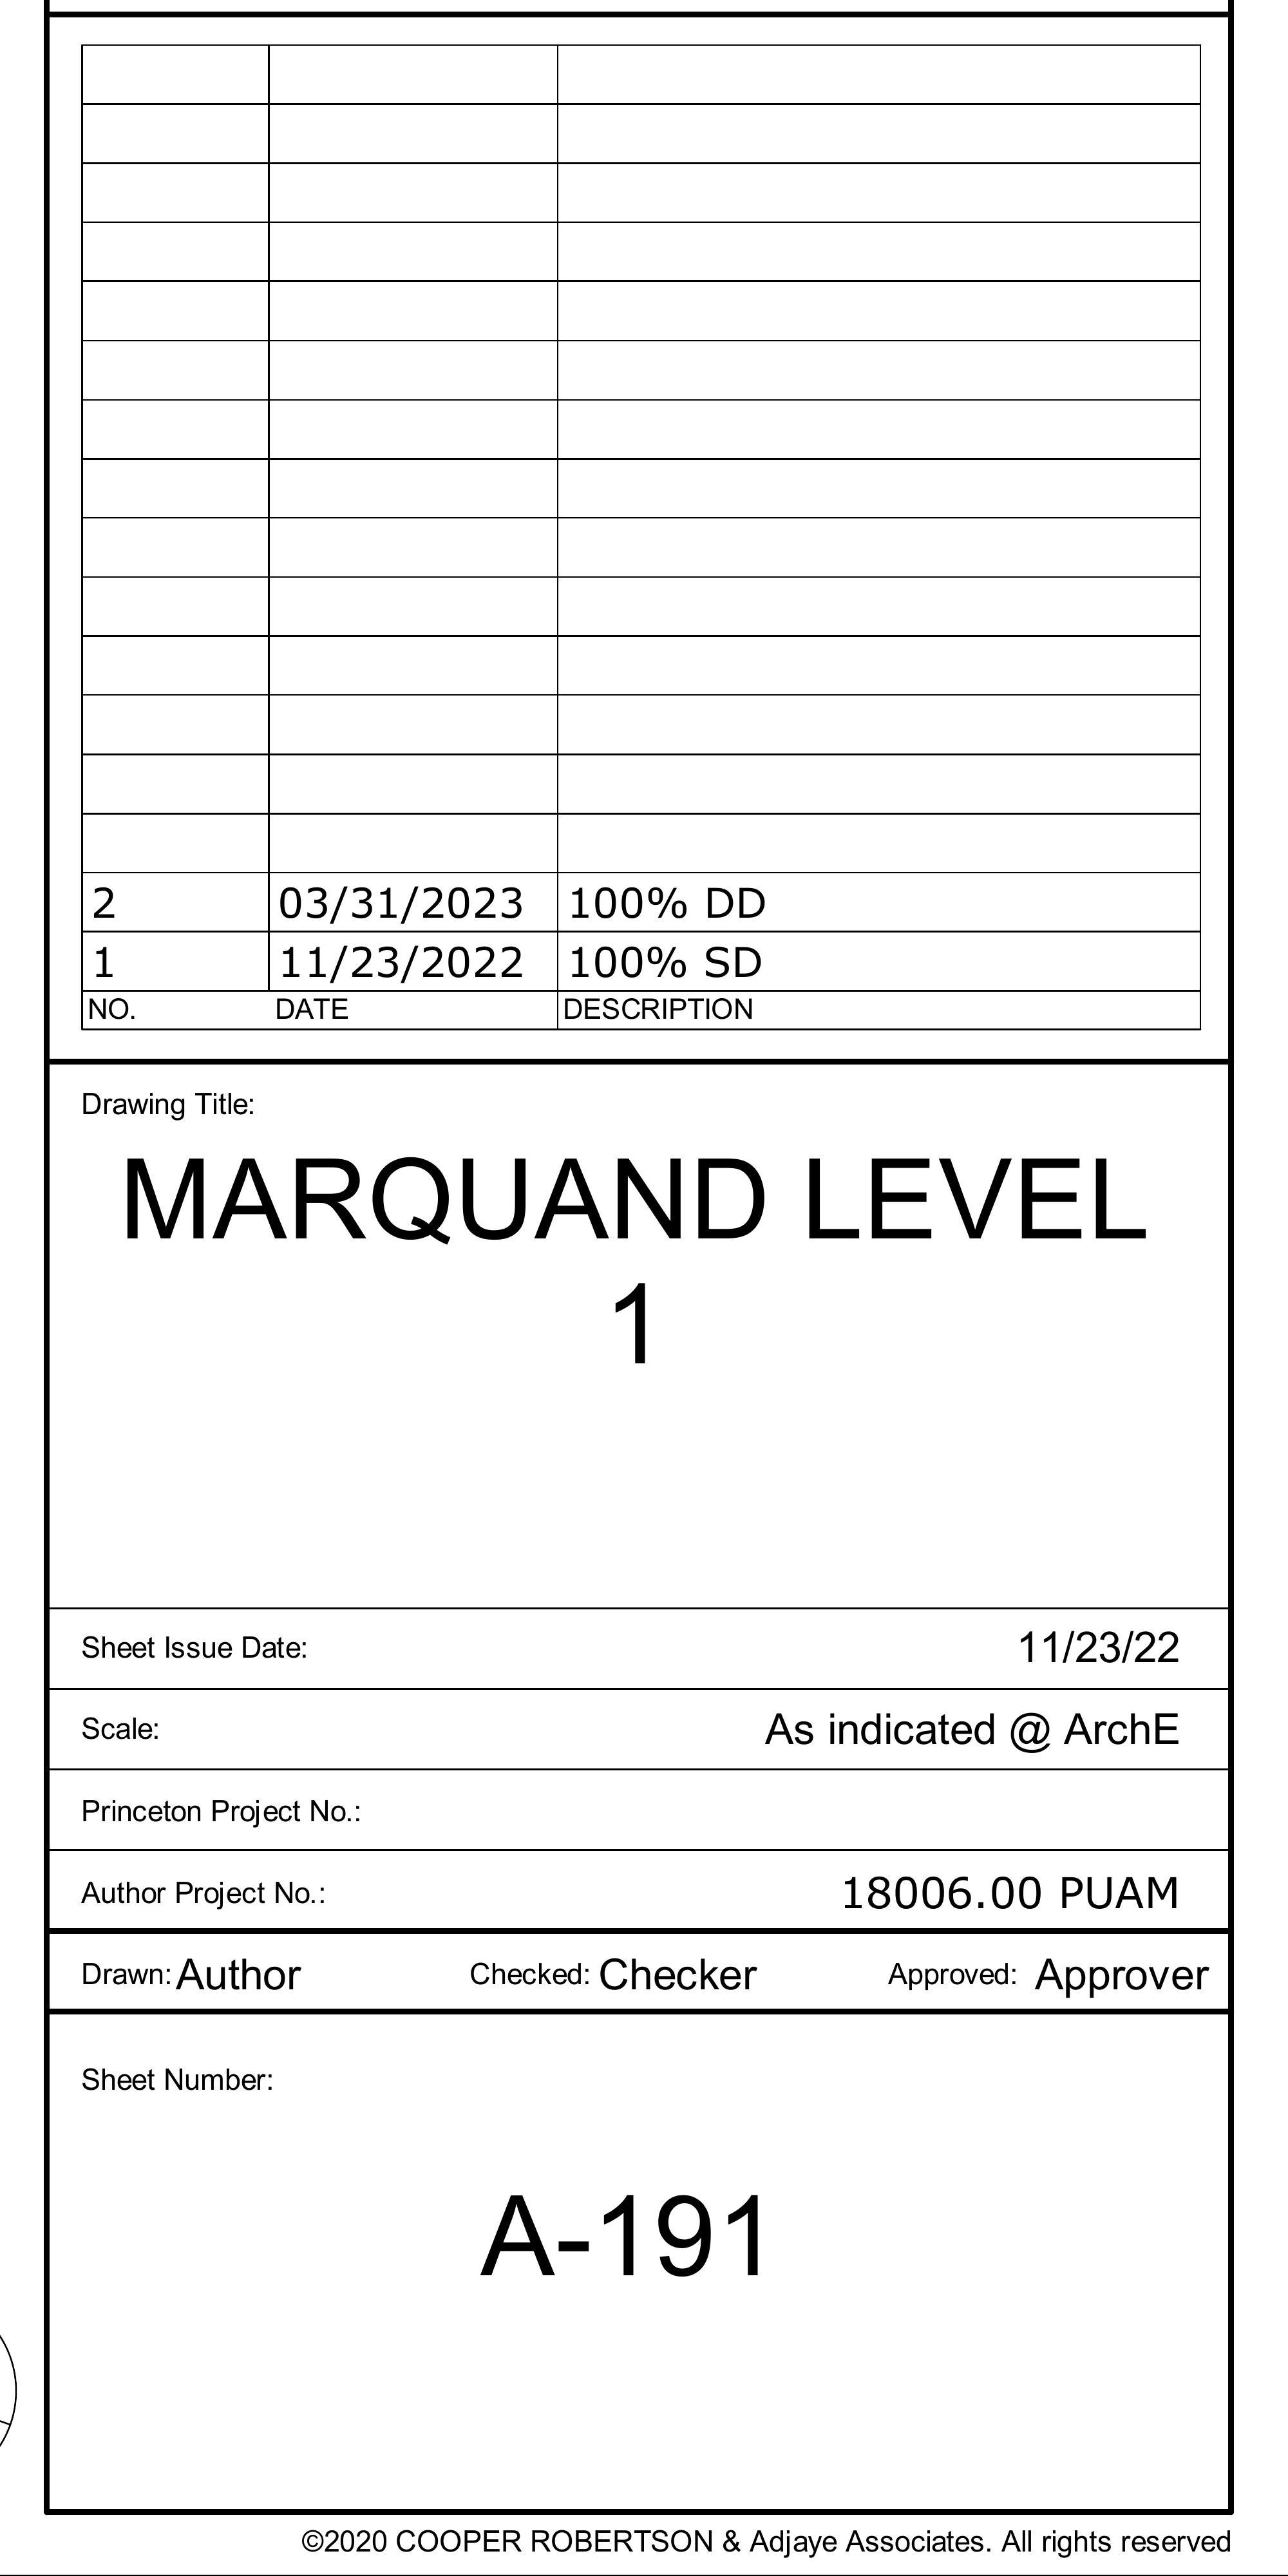 2 03/31/2023 100% DD
1 11/23/2022 100% SD
NO. DATE DESCRIPTION
Drawing Title:
MARQUAND LEVEL
1
Sheet Issue Date: 11/23/22
Scale: As indicated @ ArchE
Princeton Project No.:
Author Project No.: 18006.00 PUAM
Drawn: Author Checked: Checker Approved: Approver
Sheet Number:
A-191
©2020 COOPER ROBERTSON & Adjaye Associates. All rights reserved